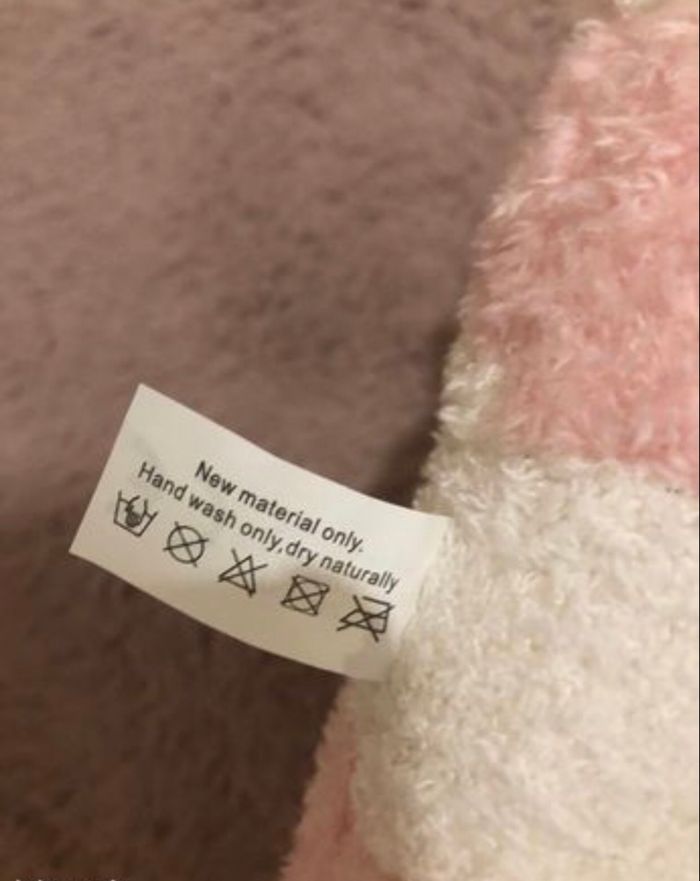 New material only.
Hand wash only,dry naturally